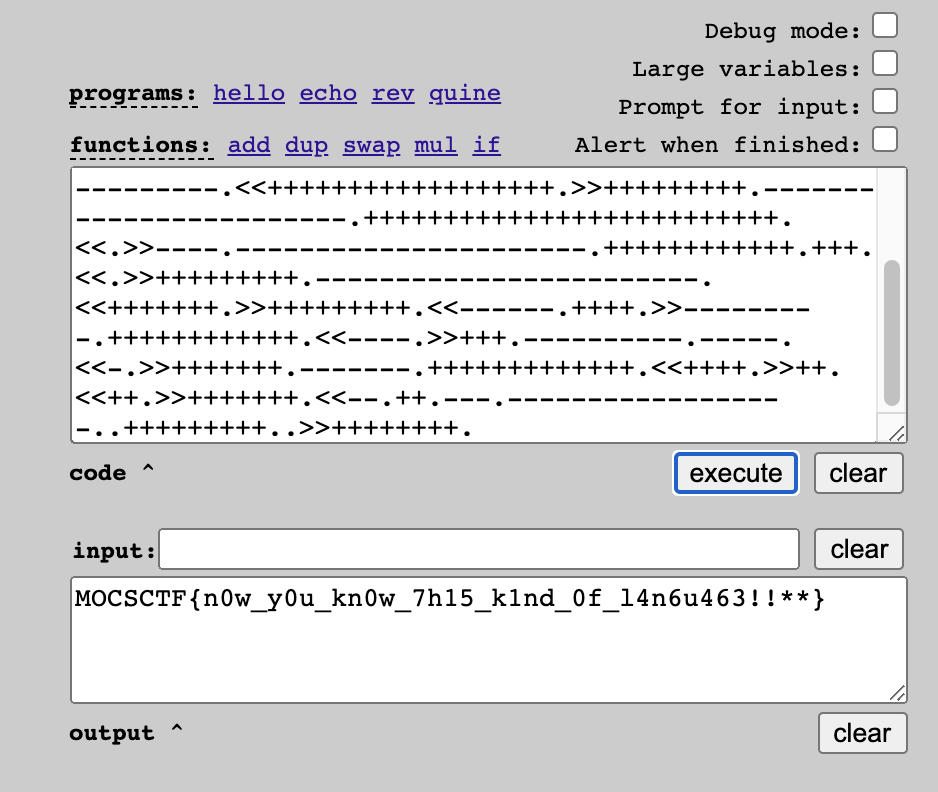 Debug mode:
Large variables:
programs: hello echo rev quine
Prompt for input:
functions: add dup swap mul if
Alert when finished:
---------.<<++++++++++++++++++.>>+++++++++.-------
-----------------.++++++++++++++++++++++++++.
<<.>>----.----------------------.++++++++++++.+++.
<<.>>+++++++++.------------------------.
<<+++++++.>>+++++++++.<<------.++++.>>--------
-.++++++++++++.<<----.>>+++.----------.-----.
<<-.>>+++++++.-------.+++++++++++++.<<++++.>>++.
<<++.>>+++++++.<<--.++.---.-----------------
-..+++++++++..>>++++++++.
code ^
execute
clear
input:
clear
MOCSCTF{n0w_y0u_kn0w_7h15_k1nd_0f_l4n6u463!!**}
output ^
clear